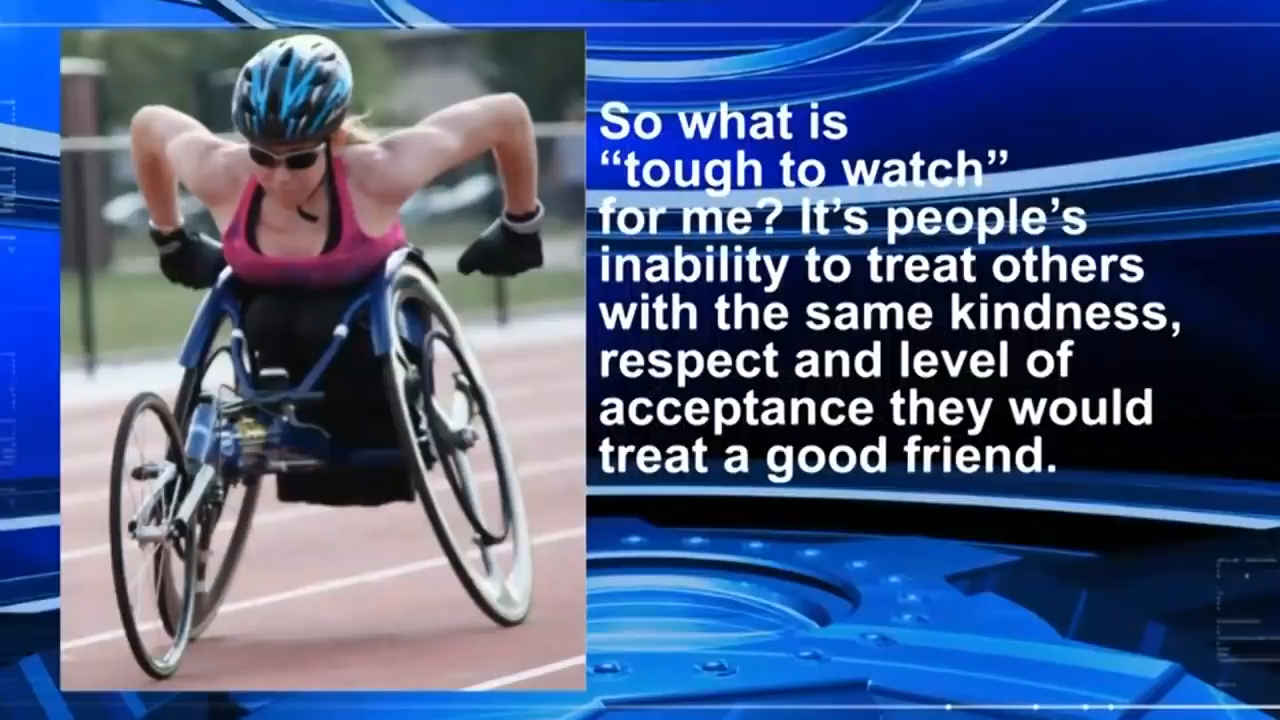 So what is
“tough to watch”
for me? It’s people’s
inability to treat others
with the same kindness,
respect and level of
acceptance they would
treat a good friend.